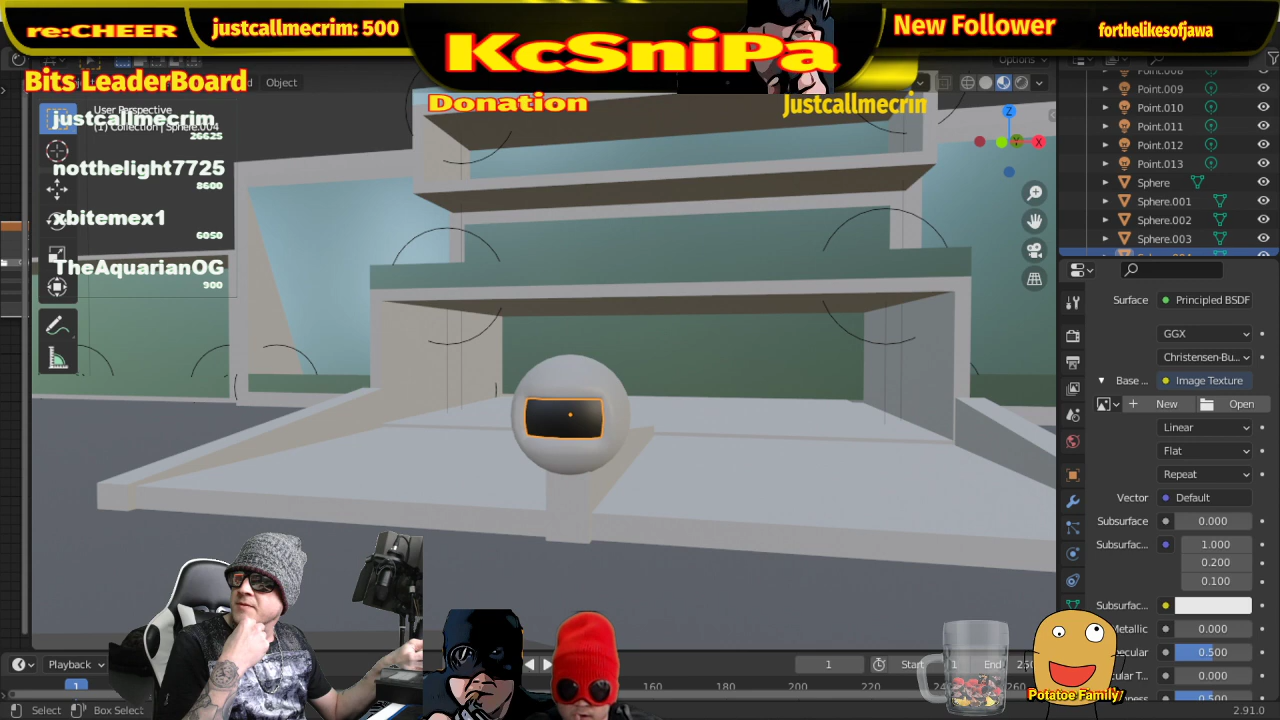 re:CHEER
justcallmecrim: 500
KcSniPa
New Follower
forthelikesofjawa
Bits LeaderBoard
Donation
Justcallmecrin
Object
Options
User Perspective
(1) Collection | Sphere.004
justcallmecrim
26625
notthelight7725
8600
xbitemex1
6050
TheAquarianOG
900
Z
X
Point.008
Point.009
Point.010
Point.011
Point.012
Point.013
Sphere
Sphere.001
Sphere.002
Sphere.003
Surface
Principled BSDF
GGX
Christensen-Bu...
Base ...
Image Texture
New
Open
Linear
Flat
Repeat
Vector
Default
Subsurface
0.000
Subsurfac...
1.000
0.200
0.100
Subsurfac...
Metallic
0.000
0.500
0.000
0.500
Playback
1
Start
1
End
1
160
180
200
220
260
Potatoe Family
Select
Box Select
2.91.0